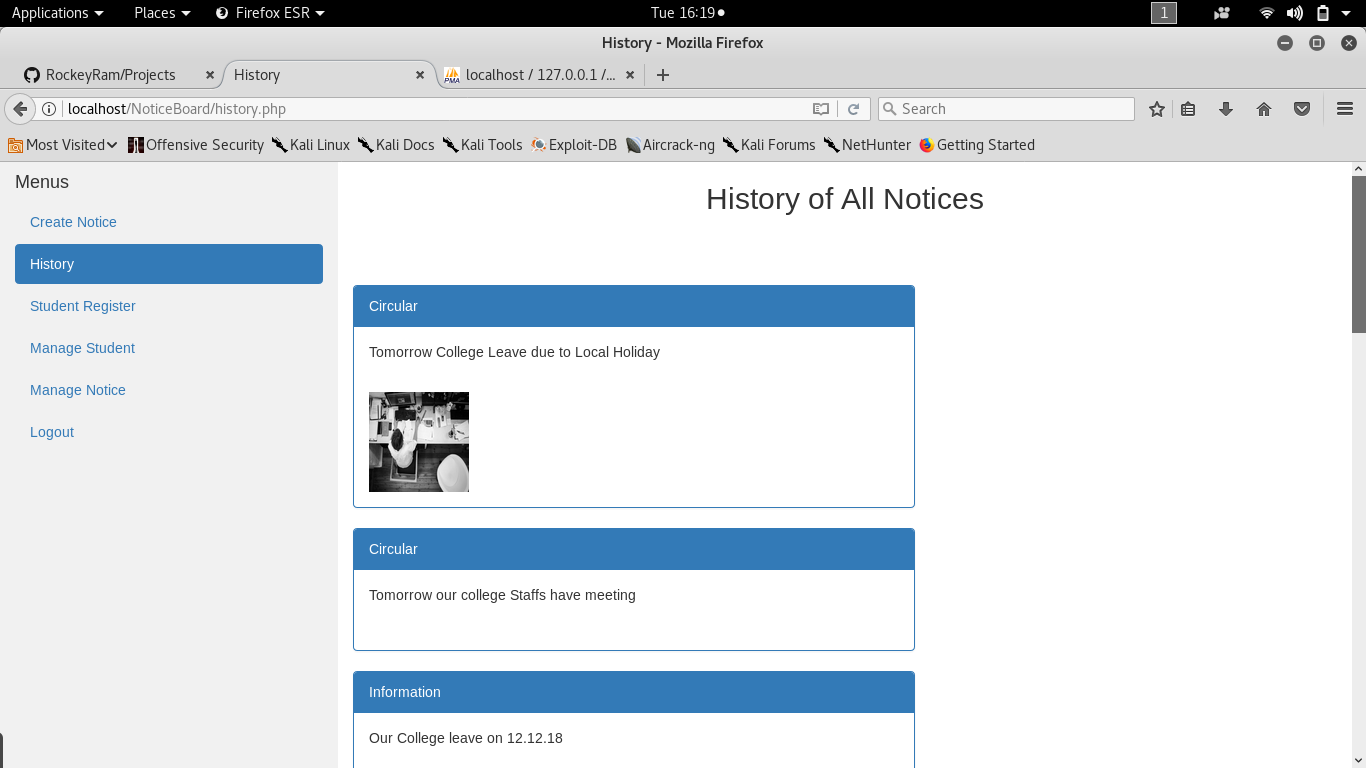 Applications Places Firefox ESR Tue 16:19 1
History - Mozilla Firefox
RockeyRam/Projects History PMA localhost / 127.0.0.1 /...
localhost/NoticeBoard/history.php Search
Most Visited Offensive Security Kali Linux Kali Docs Kali Tools Exploit-DB Aircrack-ng Kali Forums NetHunter Getting Started
Menus
Create Notice
History
Student Register
Manage Student
Manage Notice
Logout
History of All Notices
Circular
Tomorrow College Leave due to Local Holiday
Circular
Tomorrow our college Staffs have meeting
Information
Our College leave on 12.12.18